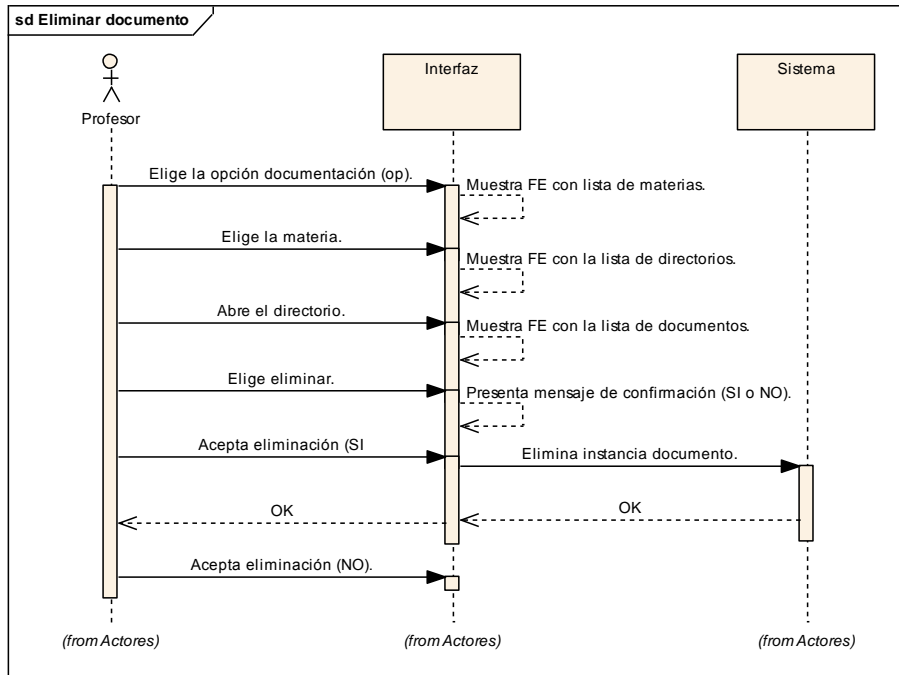 sd Eliminar documento
Interfaz
Sistema
Profesor
Elige la opción documentación (op).
Muestra FE con lista de materias.
Elige la materia.
Muestra FE con la lista de directorios.
Abre el directorio.
Muestra FE con la lista de documentos.
Elige eliminar.
Presenta mensaje de confirmación (SI o NO).
Acepta eliminación (SI
Elimina instancia documento.
OK
OK
Acepta eliminación (NO).
(from Actores)
(from Actores)
(from Actores)